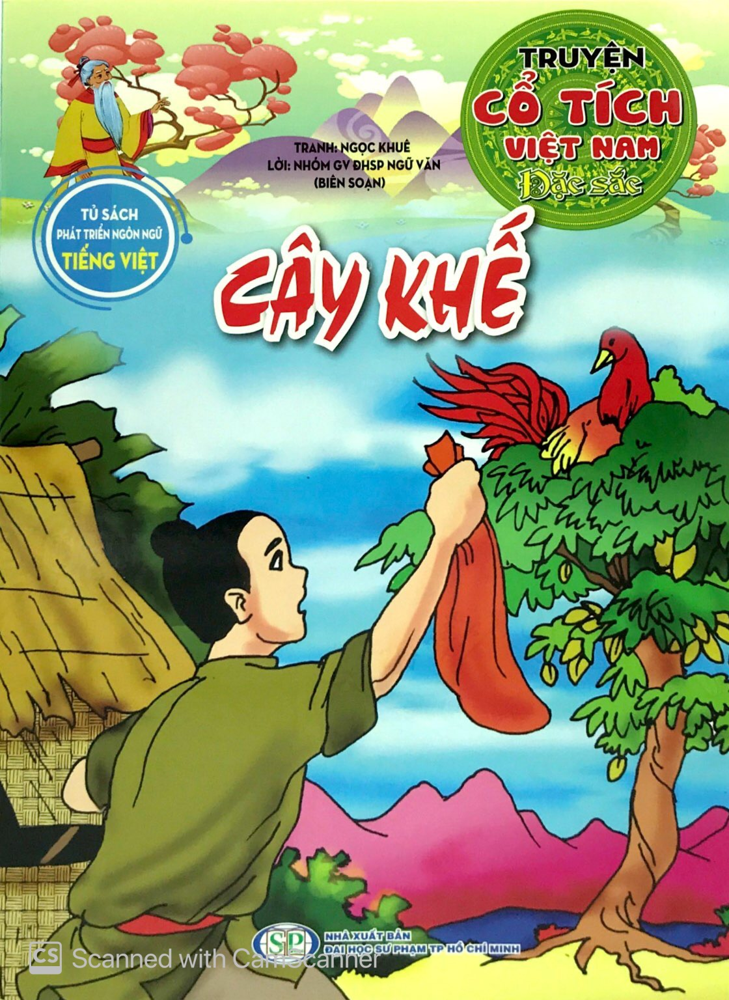 TRUYỆN
CỔ TÍCH
VIỆT NAM
Đặc sắc
TRANH: NGỌC KHUÊ
LỜI: NHÓM GV ĐHSP NGỮ VĂN
(BIÊN SOẠN)
TỦ SÁCH
PHÁT TRIỂN NGÔN NGỮ
TIẾNG VIỆT
CÂY KHẾ
SP
NHÀ XUẤT BẢN
ĐẠI HỌC SƯ PHẠM TP HỒ CHÍ MINH
CS Scanned with CamScanner